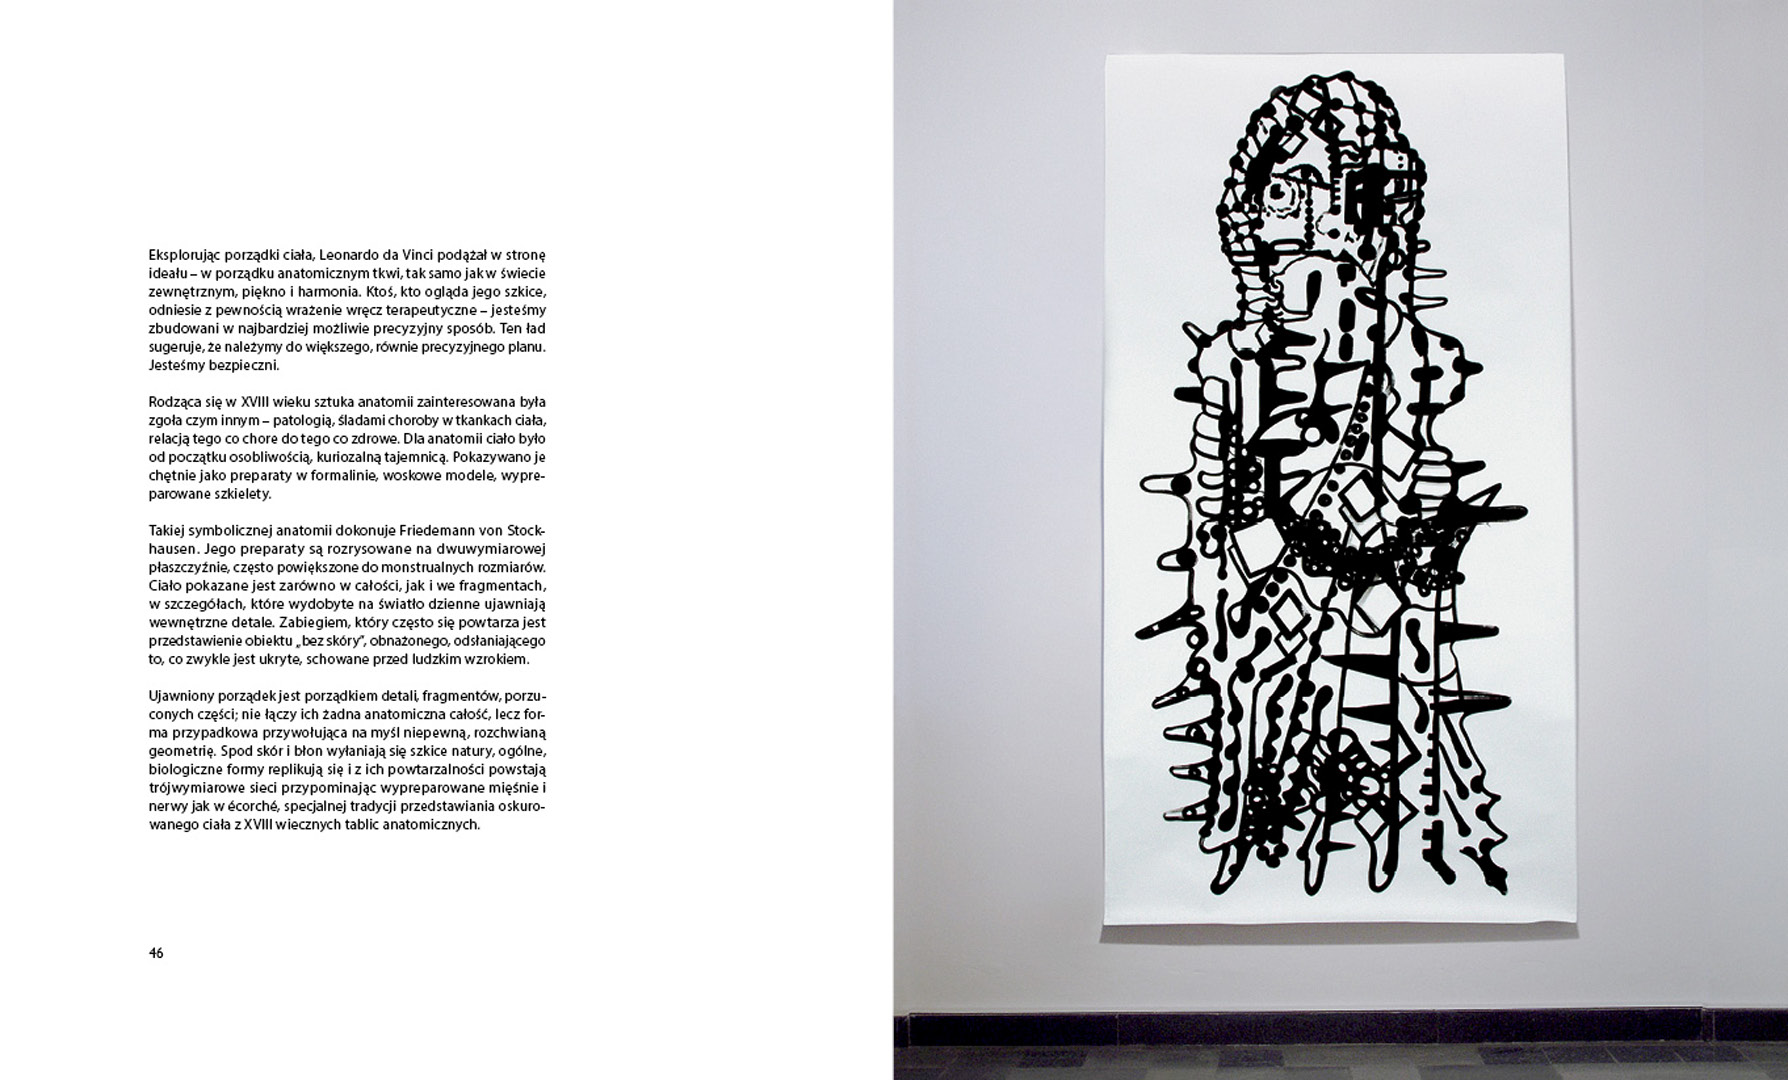 Eksplorując porządki ciała, Leonardo da Vinci podążał w stronę
ideału – w porządku anatomicznym tkwi, tak samo jak w świecie
zewnętrznym, piękno i harmonia. Ktoś, kto ogląda jego szkice,
odniesie z pewnością wrażenie wręcz terapeutyczne – jesteśmy
zbudowani w najbardziej możliwie precyzyjny sposób. Ten ład
sugeruje, że należymy do większego, równie precyzyjnego planu.
Jesteśmy bezpieczni.
Rodząca się w XVIII wieku sztuka anatomii zainteresowana była
zgoła czym innym – patologią, śladami choroby w tkankach ciała,
relacją tego co chore do tego co zdrowe. Dla anatomii ciało było
od początku osobliwością, kuriozalną tajemnicą. Pokazywano je
chętnie jako preparaty w formalinie, woskowe modele, wypre-
parowane szkielety.
Takiej symbolicznej anatomii dokonuje Friedemann von Stock-
hausen. Jego preparaty są rozrysowane na dwuwymiarowej
płaszczyźnie, często powiększone do monstrualnych rozmiarów.
Ciało pokazane jest zarówno w całości, jak i we fragmentach,
w szczegółach, które wydobyte na światło dzienne ujawniają
wewnętrzne detale. Zabiegiem, który często się powtarza jest
przedstawienie obiektu „bez skóry”, obnażonego, odsłaniającego
to, co zwykle jest ukryte, schowane przed ludzkim wzrokiem.
Ujawniony porządek jest porządkiem detali, fragmentów, porzu-
conych części; nie łączy ich żadna anatomiczna całość, lecz for-
ma przypadkowa przywołująca na myśl niepewną, rozchwianą
geometrię. Spod skór i błon wyłaniają się szkice natury, ogólne,
biologiczne formy replikują się i z ich powtarzalności powstają
trójwymiarowe sieci przypominając wypreparowane mięśnie i
nerwy jak w écorché, specjalnej tradycji przedstawiania oskuro-
wanego ciała z XVIII wiecznych tablic anatomicznych.
46